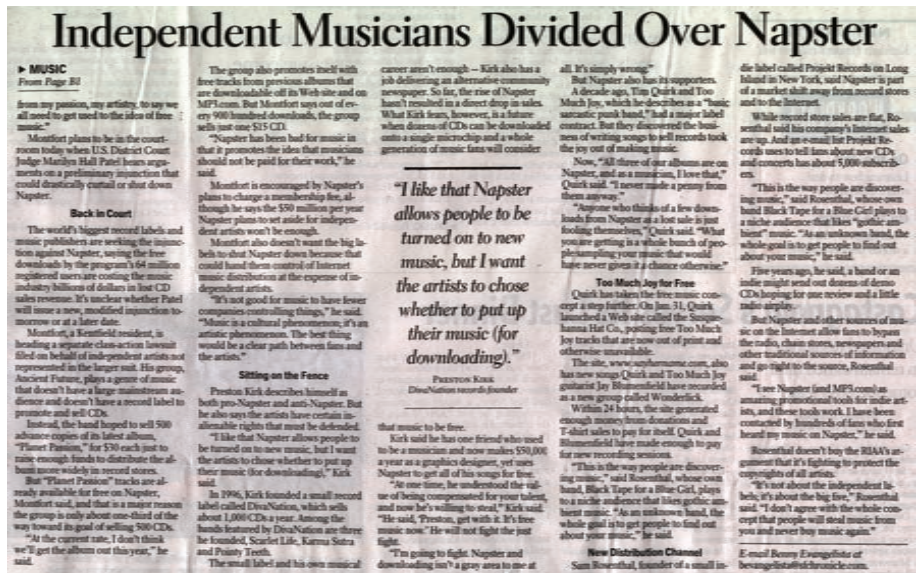 Independent Musicians Divided Over Napster
► MUSIC
From Page B1
from my passion, my artistry, to say we
all need to get used to the idea of free
music."
Montfort plans to be in the court-
room today when U.S. District Court
Judge Marilyn Hall Patel hears argu-
ments on a preliminary injunction that
could drastically curtail or shut down
Napster.
Back in Court
The world's biggest record labels and
music publishers are seeking the injunc-
tion against Napster, saying the free
downloads by the program's 64 million
registered users are costing the music
industry billions of dollars in lost CD
sales revenue. It's unclear whether Patel
will issue a new, modified injunction to-
morrow or at a later date.
Montfort, a Kentfield resident, is
heading a separate class-action lawsuit
filed on behalf of independent artists not
represented in the larger suit. His group,
Ancient Future, plays a genre of music
that doesn't have a large mainstream au-
dience and doesn't have a record label to
promote and sell CDs.
Instead, the band hoped to sell 500
advance copies of its latest album,
"Planet Passion," for $30 each just to
raise enough funds to distribute the al-
bum more widely in record stores.
But "Planet Passion" tracks are al-
ready available for free on Napster,
Montfort said, and that is a major reason
the group is only about one-third of the
way toward its goal of selling 500 CDs.
"At the current rate, I don't think
we'll get the album out this year," he
said.
The group also promotes itself with
free tracks from previous albums that
are downloadable off its Web site and on
MP3.com. But Montfort says out of ev-
ery 900 hundred downloads, the group
sells just one $15 CD.
"Napster has been bad for music in
that it promotes the idea that musicians
should not be paid for their work," he
said.
Montfort is encouraged by Napster's
plans to charge a membership fee, al-
though he says the $50 million per year
Napster plans to set aside for indepen-
dent artists won't be enough.
Montfort also doesn't want the big la-
bels to shut Napster down because that
could hand them control of Internet
music distribution at the expense of in-
dependent artists.
"It's not good for music to have fewer
companies controlling things," he said.
"Music is a cultural phenomenon; it's an
artistic phenomenon. The best thing
would be a clear path between fans and
the artists."
Sitting on the Fence
Preston Kirk describes himself as
both pro-Napster and anti-Napster. But
he also says the artists have certain in-
alienable rights that must be defended.
"I like that Napster allows people to
be turned on to new music, but I want
the artists to chose whether to put up
their music (for downloading)," Kirk
said.
In 1996, Kirk founded a small record
label called DivaNation, which sells
about 1,000 CDs a year. Among the
bands featured by DivaNation are three
he founded, Scarlet Life, Karma Sutra
and Pointy Teeth.
The small label and his own musical
career aren't enough — Kirk also has a
job delivering an alternative community
newspaper. So far, the rise of Napster
hasn't resulted in a direct drop in sales.
What Kirk fears, however, is a future
when dozens of CDs can be downloaded
onto a single microchip and a whole
generation of music fans will consider
"I like that Napster
allows people to be
turned on to new
music, but I want
the artists to chose
whether to put up
their music (for
downloading)."
PRESTON KIRK
DivaNation records founder
that music to be free.
Kirk said he has one friend who used
to be a musician and now makes $50,000
a year as a graphics designer, yet uses
Napster to get all of his songs for free.
"At one time, he understood the val-
ue of being compensated for your talent,
and now he's willing to steal," Kirk said.
"He said, 'Preston, get with it. It's free
music now.' He will not fight the just
fight.
"I'm going to fight. Napster and
downloading isn't a gray area to me at
all. It's simply wrong."
But Napster also has its supporters.
A decade ago, Tim Quirk and Too
Much Joy, which he describes as a "basic
sarcastic punk band," had a major label
contract. But they discovered the busi-
ness of writing songs to sell records took
the joy out of making music.
Now, "All three of our albums are on
Napster, and as a musician, I love that,"
Quirk said. "I never made a penny from
them anyway."
"Anyone who thinks of a few down-
loads from Napster as a lost sale is just
fooling themselves," Quirk said. "What
you are getting is a whole bunch of peo-
ple sampling your music that would
have never given it a chance otherwise."
Too Much Joy for Free
Quirk has taken the free music con-
cept a step further. On Jan. 31, Quirk
launched a Web site called the Susque-
hanna Hat Co., posting free Too Much
Joy tracks that are now out of print and
otherwise unavailable.
The site, also
has new songs Quirk and Too Much Joy
guitarist Jay Blumenfield have recorded
as a new group called Wonderlick.
Within 24 hours, the site generated
enough money from donations and
T-shirt sales to pay for itself. Quirk and
Blumenfield have made enough to pay
for new recording sessions.
"This is the way people are discover-
ing music," said Rosenthal, whose own
band, Black Tape for a Blue Girl, plays
to a niche audience that likes "gothic am-
bient" music. "As an unknown band, the
whole goal is to get people to find out
about your music," he said.
New Distribution Channel
Sam Rosenthal, founder of a small in-
die label called Projekt Records on Long
Island in New York, said Napster is part
of a market shift away from record stores
and to the Internet.
While record store sales are flat, Ro-
senthal said his company's Internet sales
are up. And an e-mail for Projekt Rec-
ords uses to tell fans about new CDs
and concerts has about 5,000 subscrib-
ers.
"This is the way people are discover-
ing music," said Rosenthal, whose own
band Black Tape for a Blue Girl plays to
a niche audience that likes "gothic am-
bient" music. "As an unknown band, the
whole goal is to get people to find out
about your music," he said.
Five years ago, he said, a band or an
indie might send out dozens of demo
CDs hoping for one review and a little
radio airplay.
But Napster and other sources of mu-
sic on the Internet allow fans to bypass
the radio, chain stores, newspapers and
other traditional sources of information
and go right to the source, Rosenthal
said.
"I see Napster (and MP3.com) as
amazing promotional tools for indie art-
ists, and these tools work. I have been
contacted by hundreds of fans who first
heard my music on Napster," he said.
Rosenthal doesn't buy the RIAA's ar-
gument that it's fighting to protect the
copyrights of all artists.
"It's not about the independent la-
bels; it's about the big five," Rosenthal
said. "I don't agree with the whole con-
cept that people will steal music from
you and never buy music again."
E-mail Benny Evangelista at
bevangelista@sfchronicle.com.